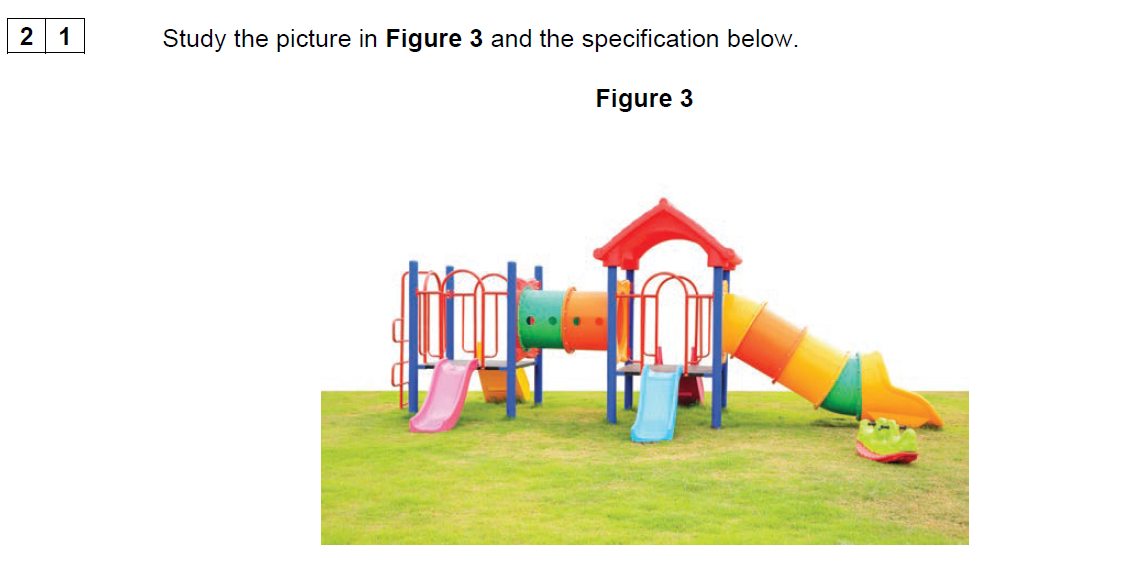 2 1 Study the picture in Figure 3 and the specification below.
Figure 3